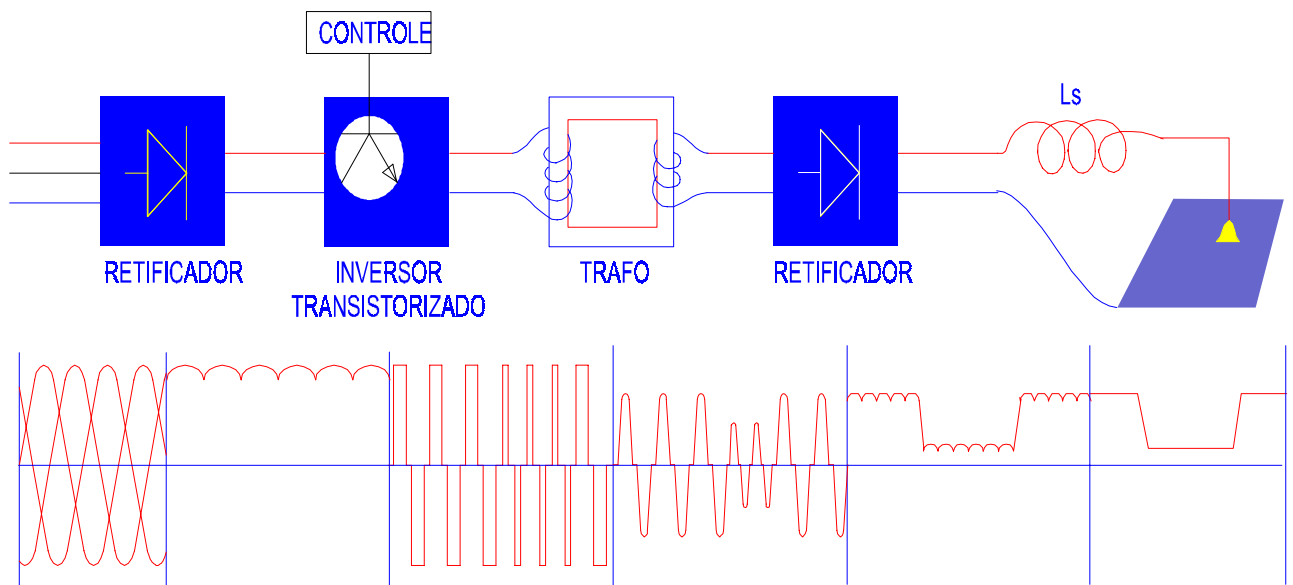 CONTROLE
Ls
RETIFICADOR
INVERSOR
TRANSISTORIZADO
TRAFO
RETIFICADOR